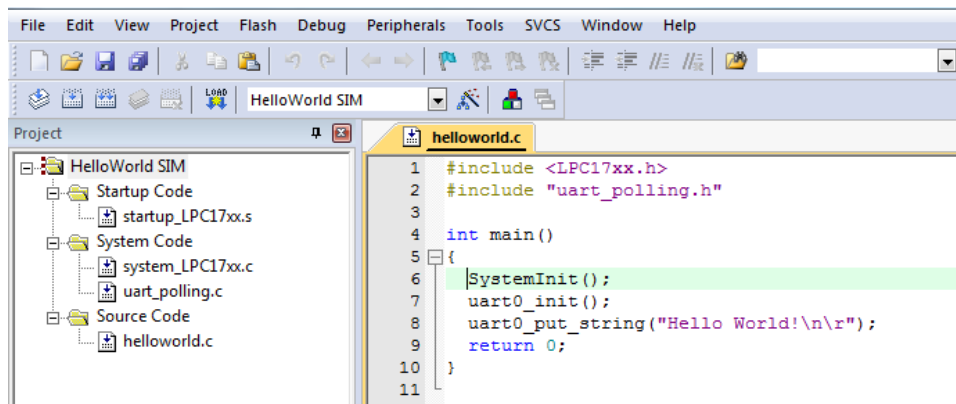 File Edit View Project Flash Debug Peripherals Tools SVCS Window Help
LOAD HelloWorld SIM
Project
HelloWorld SIM
Startup Code
startup_LPC17xx.s
System Code
system_LPC17xx.c
uart_polling.c
Source Code
helloworld.c
helloworld.c
1 #include <LPC17xx.h>
2 #include "uart_polling.h"
3
4 int main()
5 {
6 SystemInit();
7 uart0_init();
8 uart0_put_string("Hello World!\n\r");
9 return 0;
10 }
11